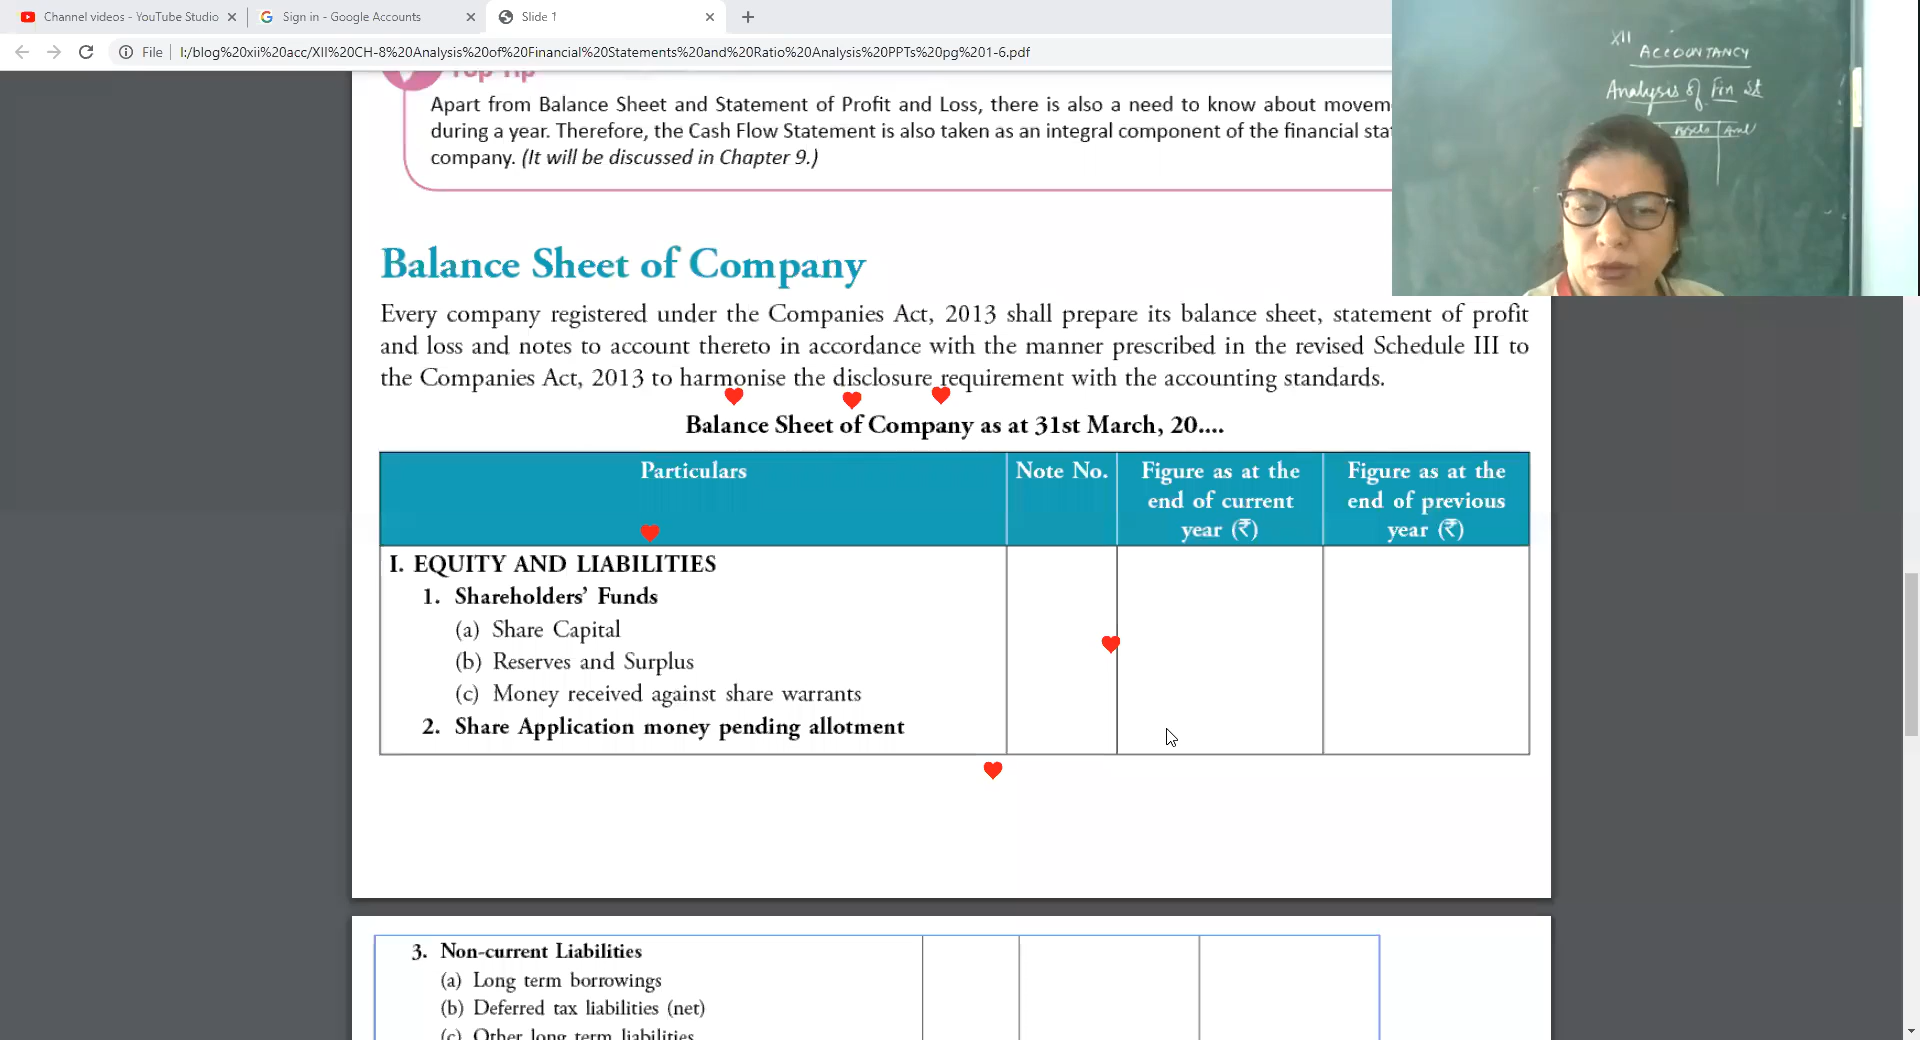 Channel videos - YouTube Studio
Sign in - Google Accounts
Slide 1
File
I:/blog%20xii%20acc/XII%20CH-8%20Analysis%20of%20Financial%20Statements%20and%20Ratio%20Analysis%20PPTs%20pg%201-6.pdf
XII
ACCOUNTANCY
Analysis of Fin St
Assets Amt
Top Tip
Apart from Balance Sheet and Statement of Profit and Loss, there is also a need to know about movem
during a year. Therefore, the Cash Flow Statement is also taken as an integral component of the financial sta
company. (It will be discussed in Chapter 9.)
Balance Sheet of Company
Every company registered under the Companies Act, 2013 shall prepare its balance sheet, statement of profit
and loss and notes to account thereto in accordance with the manner prescribed in the revised Schedule III to
the Companies Act, 2013 to harmonise the disclosure requirement with the accounting standards.
Balance Sheet of Company as at 31st March, 20....
Particulars
Note No.
Figure as at the
end of current
year (₹)
Figure as at the
end of previous
year (₹)
I. EQUITY AND LIABILITIES
1. Shareholders’ Funds
(a) Share Capital
(b) Reserves and Surplus
(c) Money received against share warrants
2. Share Application money pending allotment
3. Non-current Liabilities
(a) Long term borrowings
(b) Deferred tax liabilities (net)
(c) Other long term liabilities